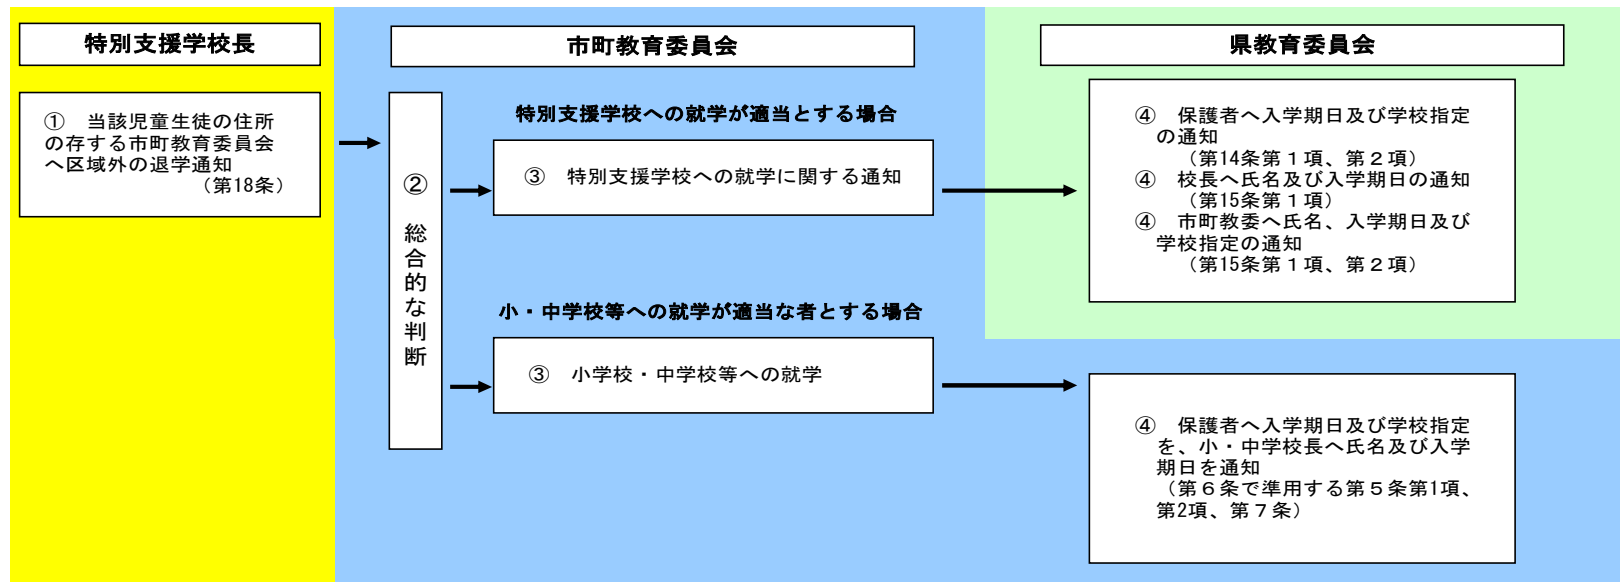 特別支援学校長
市町教育委員会
県教育委員会
①　当該児童生徒の住所
の存する市町教育委員会
へ区域外の退学通知
（第18条）
②　総合的な判断
特別支援学校への就学が適当とする場合
③　特別支援学校への就学に関する通知
小・中学校等への就学が適当な者とする場合
③　小学校・中学校等への就学
④　保護者へ入学期日及び学校指定
の通知
（第14条第１項、第２項）
④　校長へ氏名及び入学期日の通知
（第15条第１項）
④　市町教委へ氏名、入学期日及び
学校指定の通知
（第15条第１項、第２項）
④　保護者へ入学期日及び学校指定
を、小・中学校長へ氏名及び入学
期日を通知
（第６条で準用する第５条第1項、
第2項、第７条）